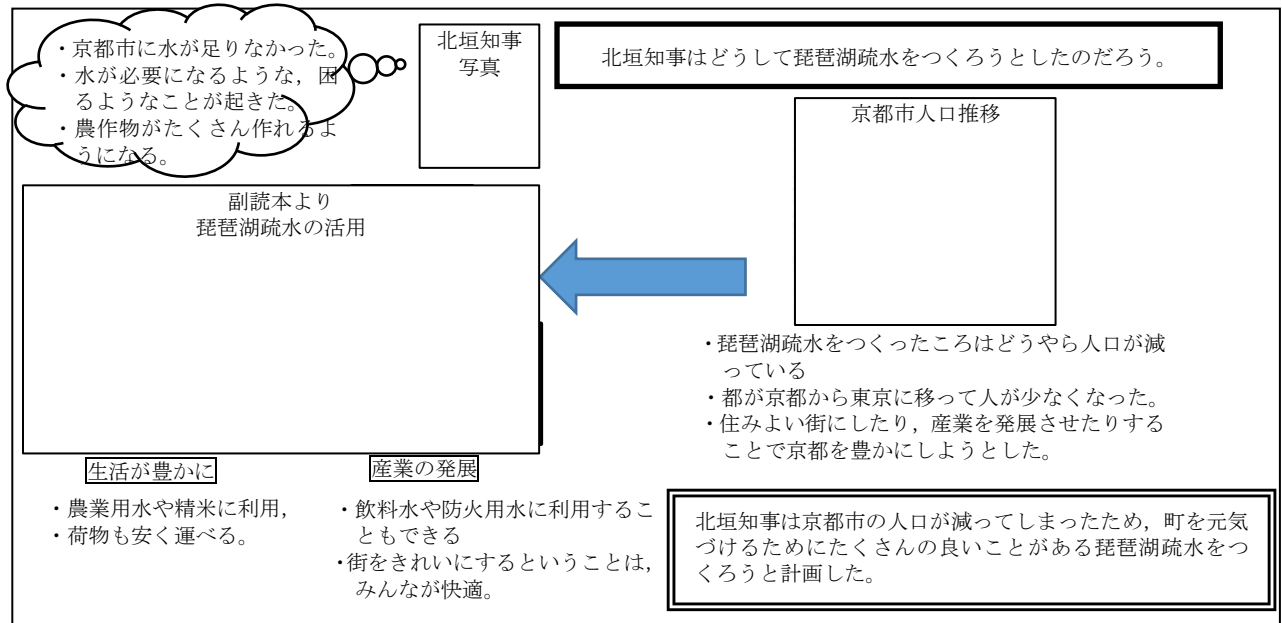 ・京都市に水が足りなかった。
・水が必要になるような，困
るようなことが起きた。
・農作物がたくさん作れるよ
うになる。
北垣知事
写真
北垣知事はどうして琵琶湖疏水をつくろうとしたのだろう。
京都市人口推移
副読本より
琵琶湖疏水の活用
・琵琶湖疏水をつくったころはどうやら人口が減
っている
・都が京都から東京に移って人が少なくなった。
・住みよい街にしたり，産業を発展させたりする
ことで京都を豊かにしようとした。
生活が豊かに
・農業用水や精米に利用，
・荷物も安く運べる。
産業の発展
・飲料水や防火用水に利用するこ
ともできる
・街をきれいにするということは，
みんなが快適。
北垣知事は京都市の人口が減ってしまったため，町を元気
づけるためにたくさんの良いことがある琵琶湖疏水をつ
くろうと計画した。